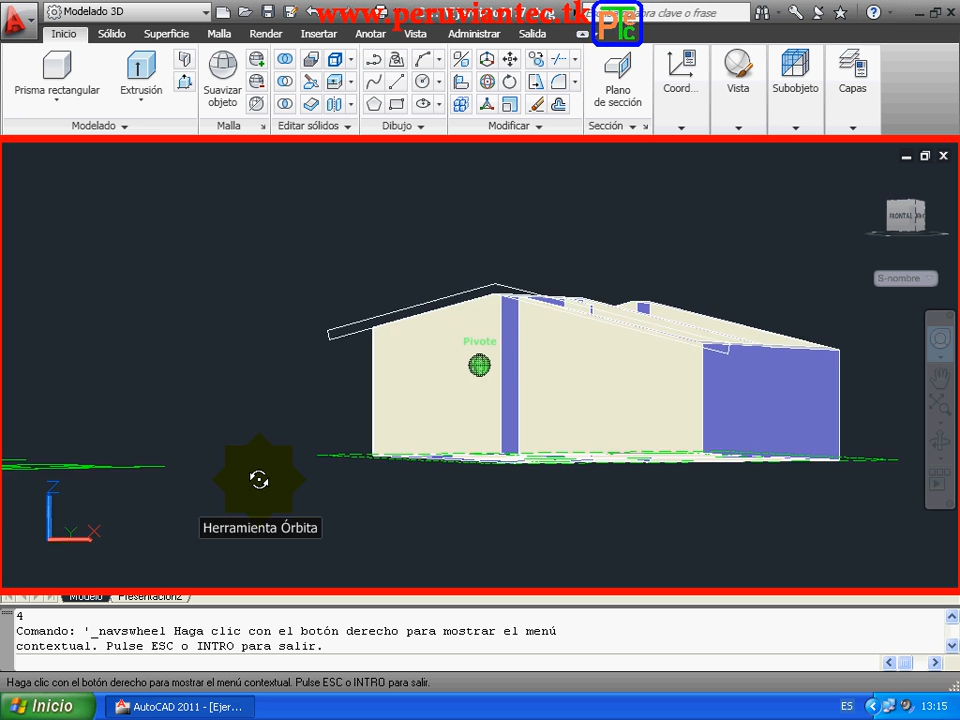 Modelado 3D
www.peruviantec.tk
clave o frase
PTec
Inicio Sólido Superficie Malla Render Insertar Anotar Vista Administrar Salida
Prisma rectangular
Extrusión
Suavizar objeto
Plano de sección
Coord...
Vista
Subobjeto
Capas
Modelado Malla Editar sólidos Dibujo Modificar Sección
FRONTAL
S-nombre
Pivote
Z
Y X
Herramienta Órbita
Modelo Presentación2
4
Comando: '_navswheel Haga clic con el botón derecho para mostrar el menú
contextual. Pulse ESC o INTRO para salir.
Haga clic con el botón derecho para mostrar el menú contextual. Pulse ESC o INTRO para salir.
Inicio AutoCAD 2011 - [Ejer... ES 13:15